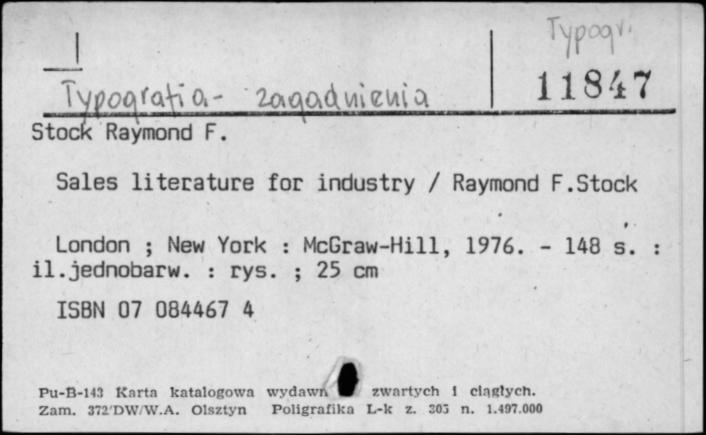 Typogr.
11847
Typografia - zagadnienia
Stock Raymond F.
Sales literature for industry / Raymond F.Stock
London ; New York : McGraw-Hill, 1976. - 148 s. :
il.jednobarw. : rys. ; 25 cm
ISBN 07 084467 4
Pu-B-143 Karta katalogowa wydawn zwartych i ciągłych.
Zam. 372/DW/W.A. Olsztyn Poligrafika L-k z. 305 n. 1.497.000